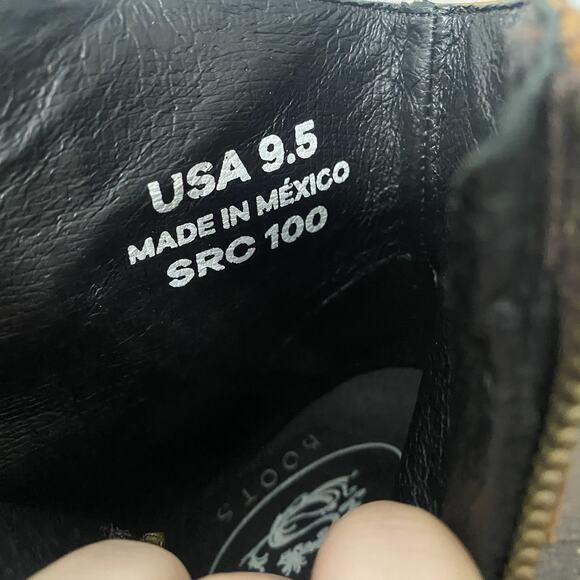 USA 9.5
MADE IN MÉXICO
SRC 100
BOOTS